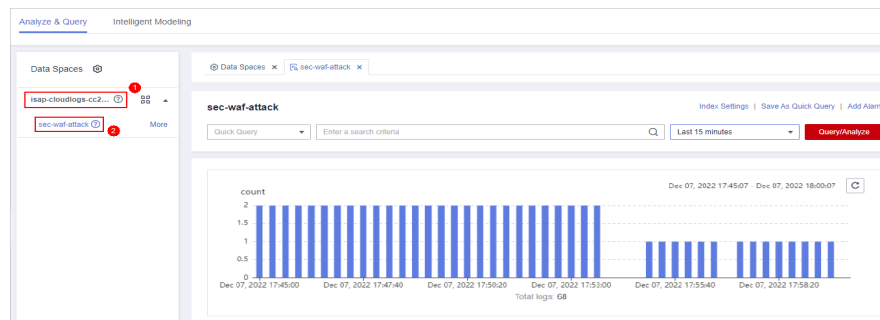 Analyze & Query Intelligent Modeling
Data Spaces
Data Spaces × sec-waf-attack ×
1
isap-cloudlogs-cc2... ?
sec-waf-attack ? 2 More
sec-waf-attack
Index Settings | Save As Quick Query | Add Alarm
Quick Query Enter a search criteria Last 15 minutes Query/Analyze
Dec 07, 2022 17:45:07 - Dec 07, 2022 18:00:07
count
2
1.5
1
0.5
0
Dec 07, 2022 17:45:00 Dec 07, 2022 17:47:40 Dec 07, 2022 17:50:20 Dec 07, 2022 17:53:00 Dec 07, 2022 17:55:40 Dec 07, 2022 17:58:20
Total logs: 68